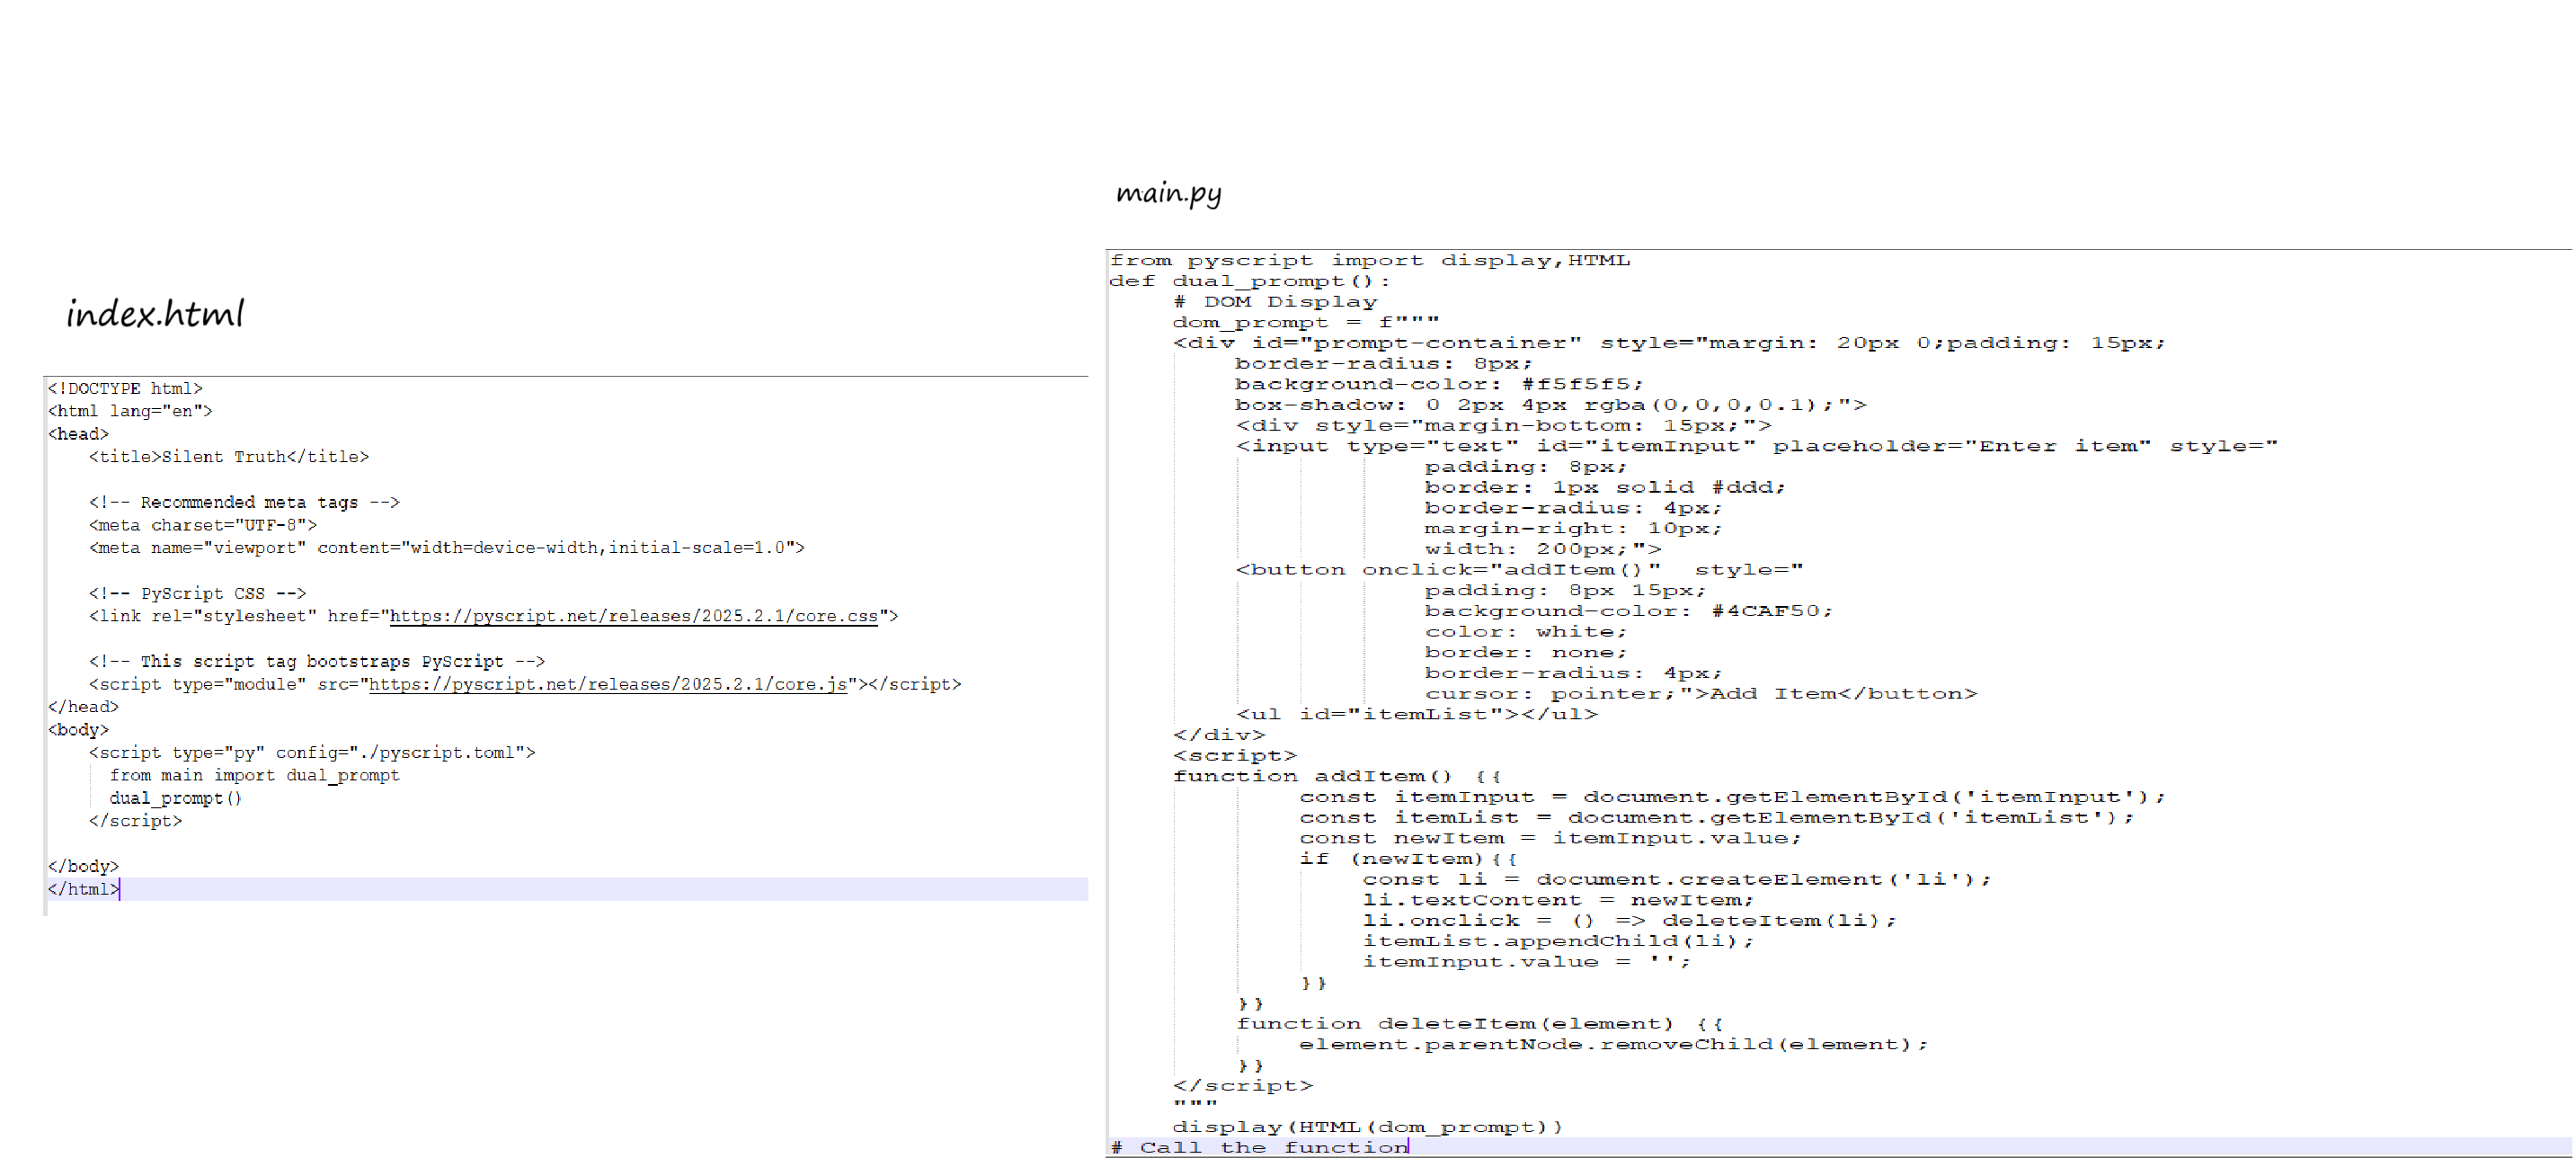 index.html
<!DOCTYPE html>
<html lang="en">
<head>
    <title>Silent Truth</title>

    <!-- Recommended meta tags -->
    <meta charset="UTF-8">
    <meta name="viewport" content="width=device-width,initial-scale=1.0">

    <!-- PyScript CSS -->
    <link rel="stylesheet" href="https://pyscript.net/releases/2025.2.1/core.css">

    <!-- This script tag bootstraps PyScript -->
    <script type="module" src="https://pyscript.net/releases/2025.2.1/core.js"></script>
</head>
<body>
    <script type="py" config="./pyscript.toml">
      from main import dual_prompt
      dual_prompt()
    </script>

</body>
</html>
main.py
from pyscript import display,HTML
def dual_prompt():
    # DOM Display
    dom_prompt = f"""
    <div id="prompt-container" style="margin: 20px 0;padding: 15px;
        border-radius: 8px;
        background-color: #f5f5f5;
        box-shadow: 0 2px 4px rgba(0,0,0,0.1);">
        <div style="margin-bottom: 15px;">
        <input type="text" id="itemInput" placeholder="Enter item" style="
                    padding: 8px;
                    border: 1px solid #ddd;
                    border-radius: 4px;
                    margin-right: 10px;
                    width: 200px;">
        <button onclick="addItem()"  style="
                    padding: 8px 15px;
                    background-color: #4CAF50;
                    color: white;
                    border: none;
                    border-radius: 4px;
                    cursor: pointer;">Add Item</button>
        <ul id="itemList"></ul>
    </div>
    <script>
    function addItem() {{
            const itemInput = document.getElementById('itemInput');
            const itemList = document.getElementById('itemList');
            const newItem = itemInput.value;
            if (newItem){{
                const li = document.createElement('li');
                li.textContent = newItem;
                li.onclick = () => deleteItem(li);
                itemList.appendChild(li);
                itemInput.value = '';
            }}
        }}
        function deleteItem(element) {{
            element.parentNode.removeChild(element);
        }}
    </script>
    """
    display(HTML(dom_prompt))
# Call the function